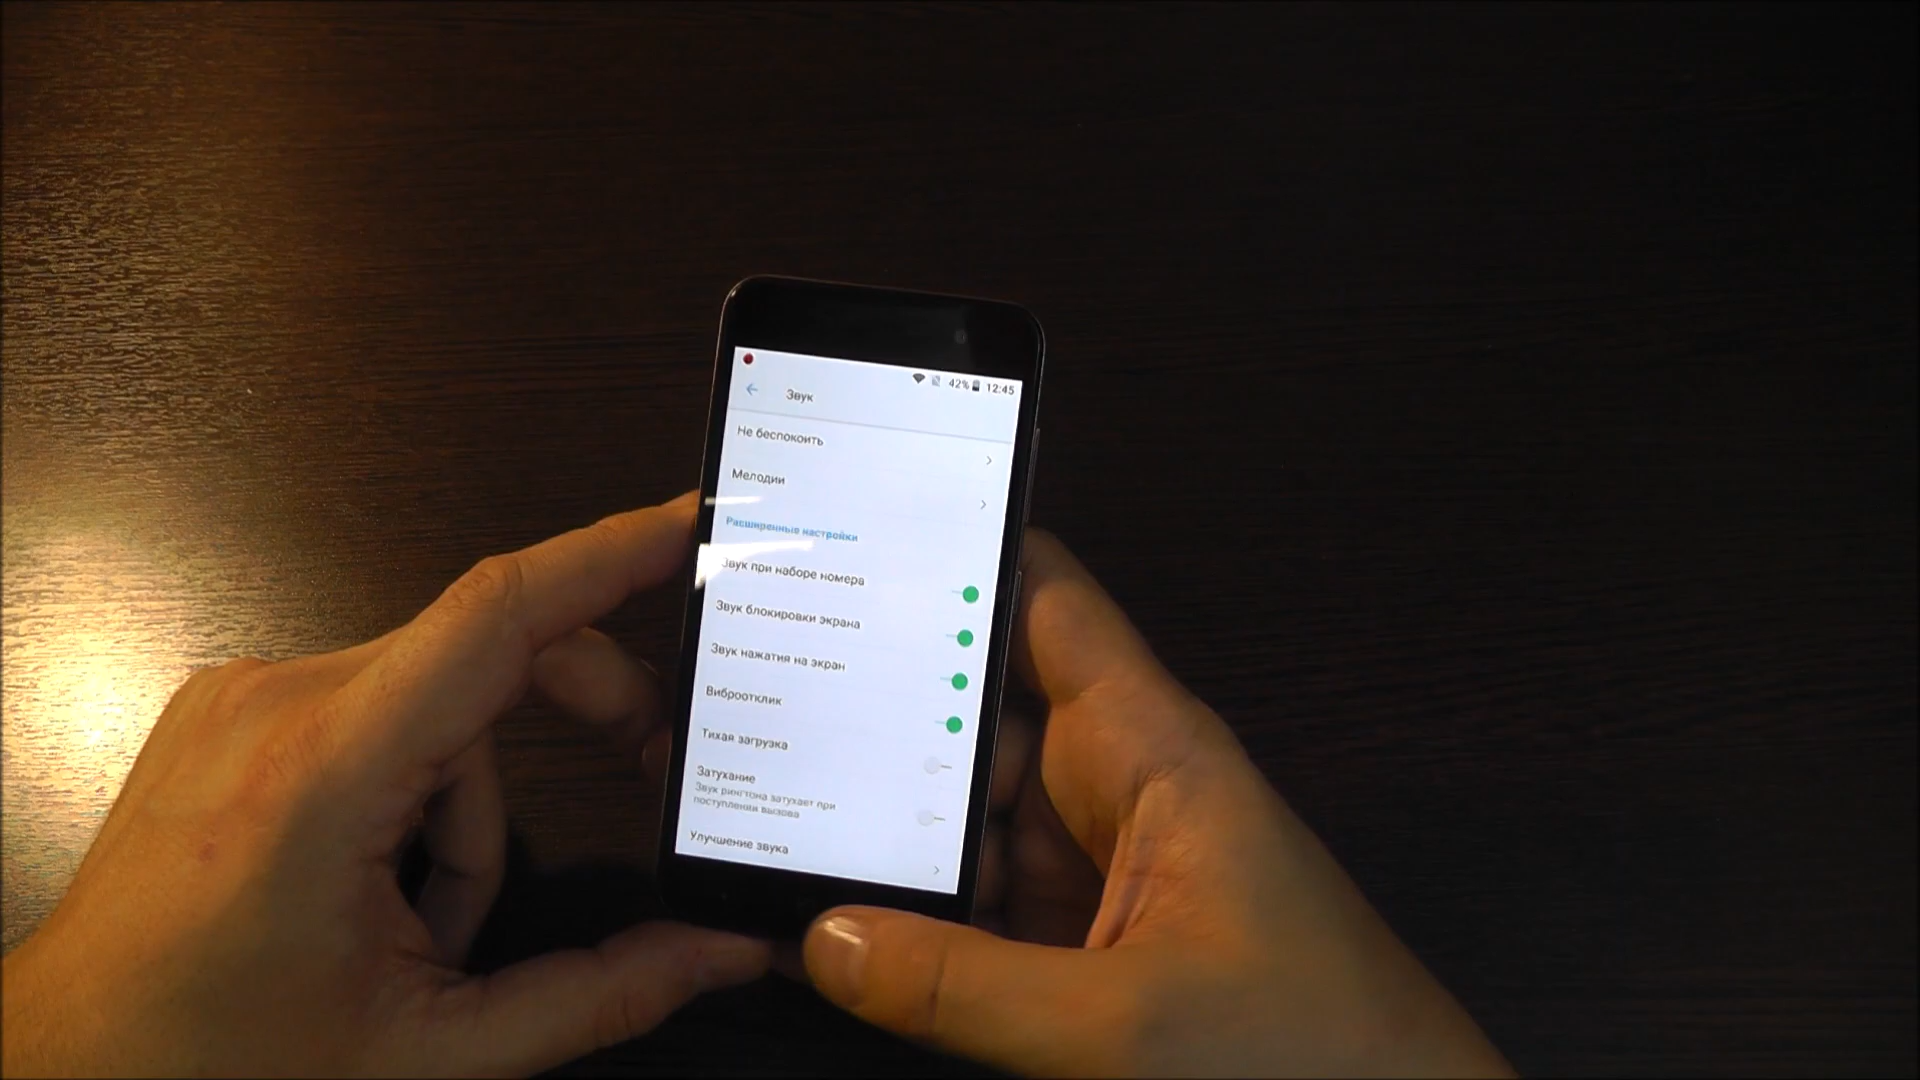 42% 12:45
Звук
Не беспокоить
Мелодии
Расширенные настройки
Звук при наборе номера
Звук блокировки экрана
Звук нажатия на экран
Виброотклик
Тихая загрузка
Затухание
Звук рингтона затухает при
поступлении вызова
Улучшение звука